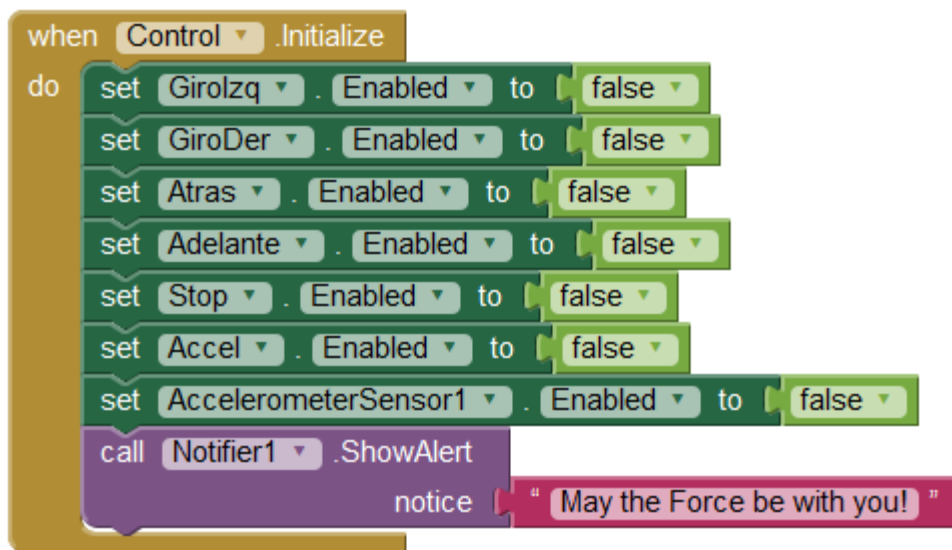 when Control .Initialize
do set GiroIzq . Enabled to false
set GiroDer . Enabled to false
set Atras . Enabled to false
set Adelante . Enabled to false
set Stop . Enabled to false
set Accel . Enabled to false
set AccelerometerSensor1 . Enabled to false
call Notifier1 .ShowAlert
notice “ May the Force be with you! ”